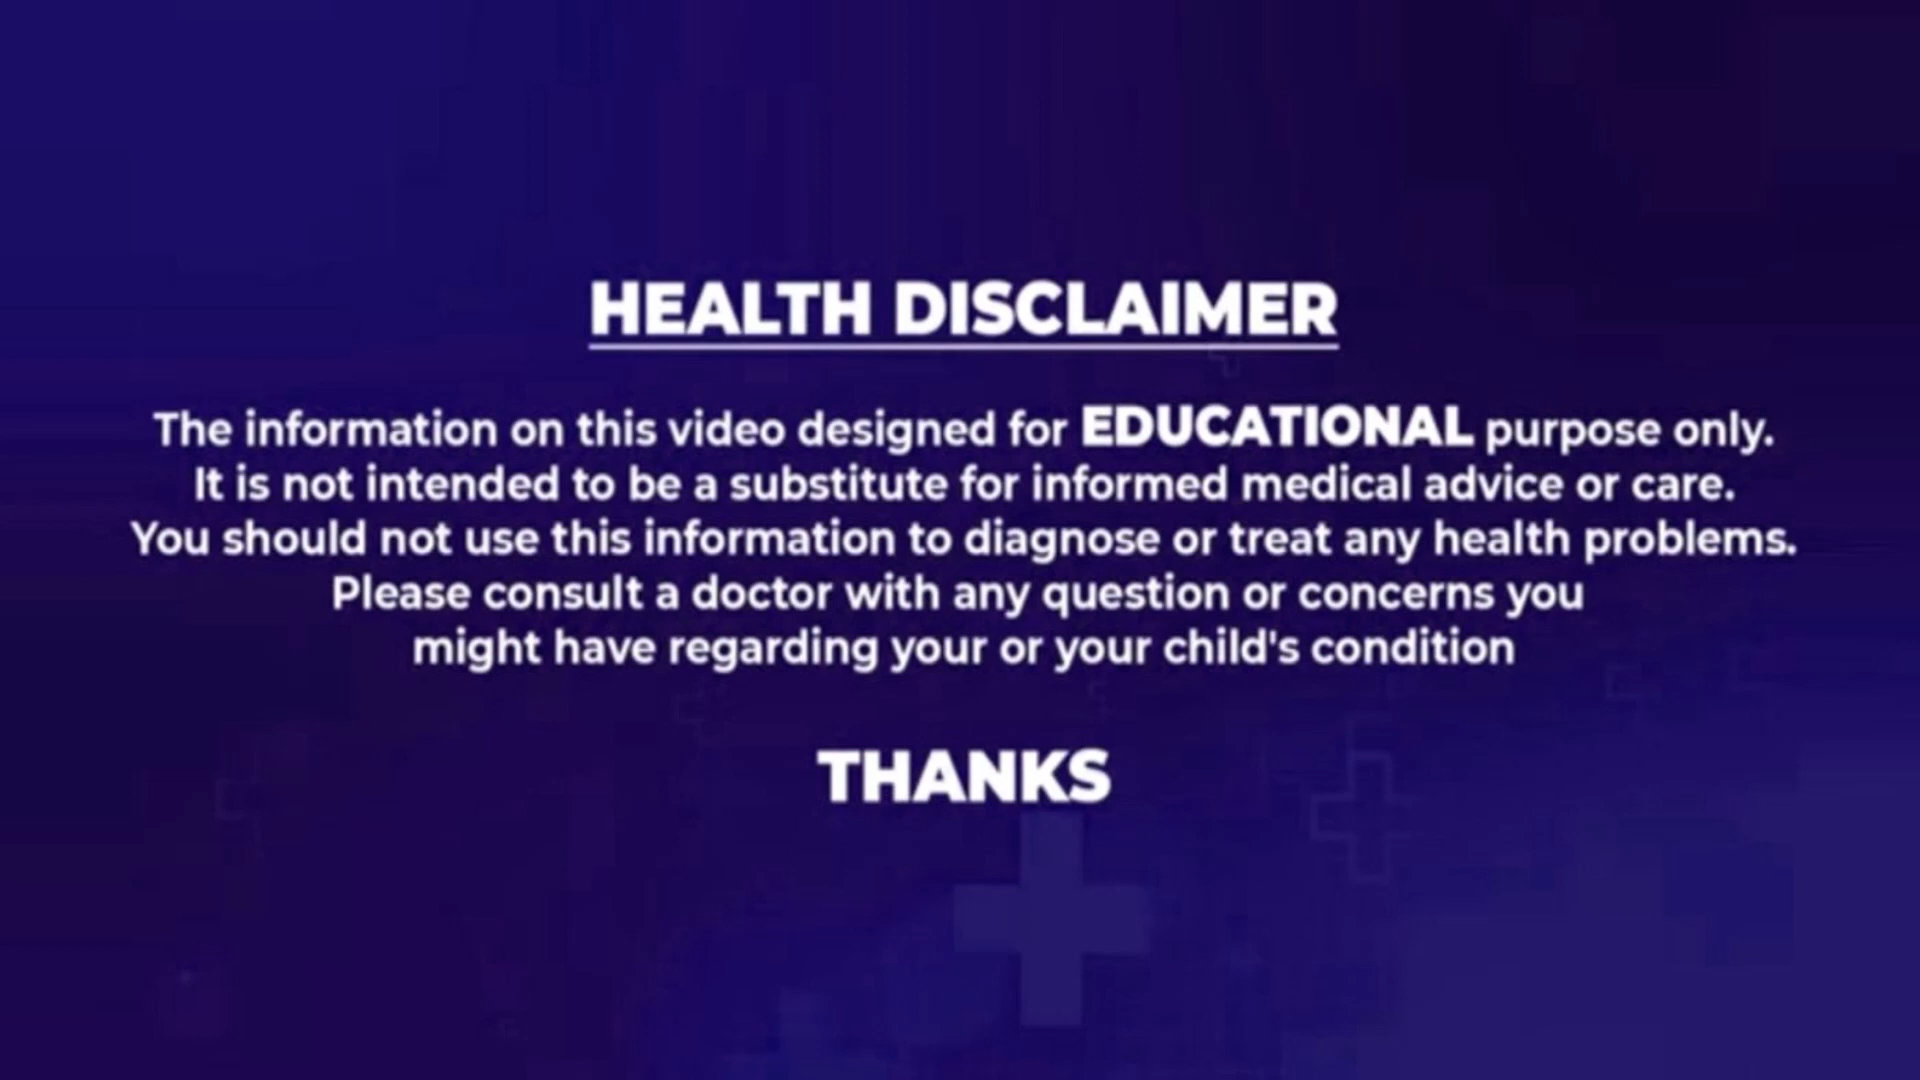 HEALTH DISCLAIMER
The information on this video designed for EDUCATIONAL purpose only.
It is not intended to be a substitute for informed medical advice or care.
You should not use this information to diagnose or treat any health problems.
Please consult a doctor with any question or concerns you
might have regarding your or your child's condition
THANKS